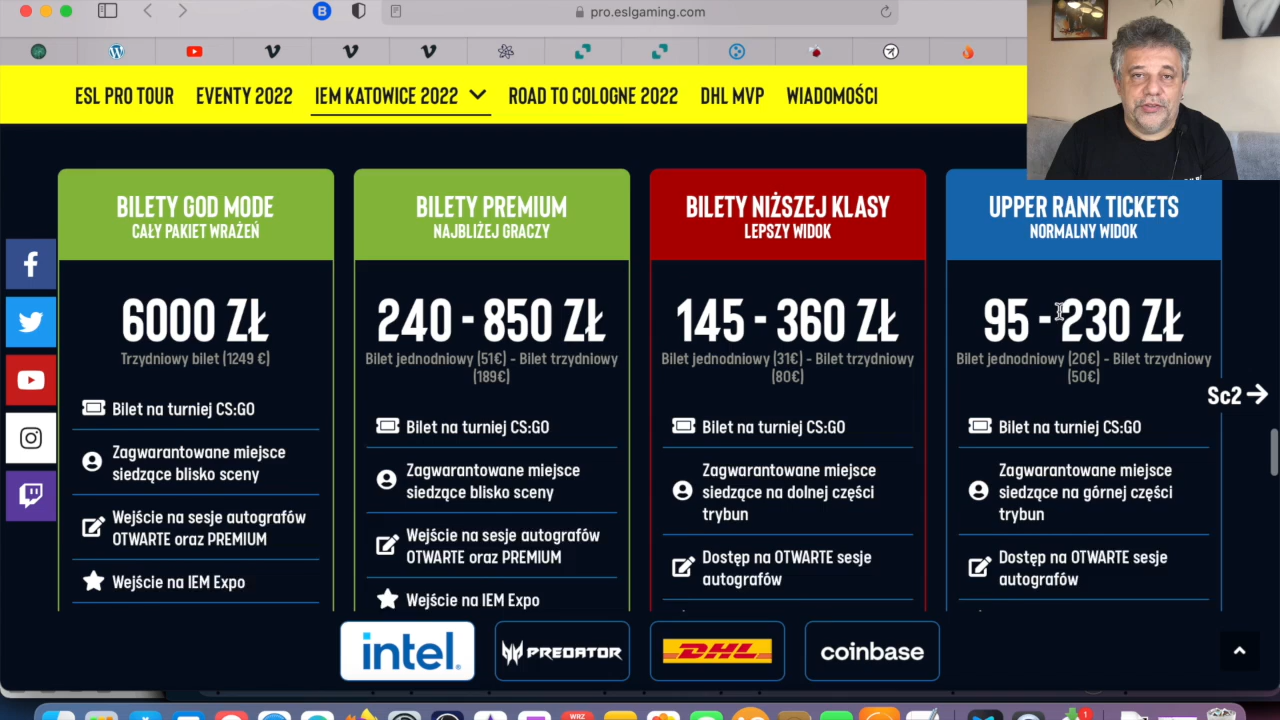 B
pro.eslgaming.com
ESL PRO TOUR
EVENTY 2022
IEM KATOWICE 2022
ROAD TO COLOGNE 2022
DHL MVP
WIADOMOŚCI
BILETY GOD MODE
CAŁY PAKIET WRAŻEŃ
6000 ZŁ
Trzydniowy bilet (1249 €)
Bilet na turniej CS:GO
Zagwarantowane miejsce
siedzące blisko sceny
Wejście na sesje autografów
OTWARTE oraz PREMIUM
Wejście na IEM Expo
BILETY PREMIUM
NAJBLIŻEJ GRACZY
240 - 850 ZŁ
Bilet jednodniowy (51€) - Bilet trzydniowy
(189€)
Bilet na turniej CS:GO
Zagwarantowane miejsce
siedzące blisko sceny
Wejście na sesje autografów
OTWARTE oraz PREMIUM
Wejście na IEM Expo
BILETY NIŻSZEJ KLASY
LEPSZY WIDOK
145 - 360 ZŁ
Bilet jednodniowy (31€) - Bilet trzydniowy
(80€)
Bilet na turniej CS:GO
Zagwarantowane miejsce
siedzące na dolnej części
trybun
Dostęp na OTWARTE sesje
autografów
UPPER RANK TICKETS
NORMALNY WIDOK
95 - 230 ZŁ
Bilet jednodniowy (20€) - Bilet trzydniowy
(50€)
Bilet na turniej CS:GO
Zagwarantowane miejsce
siedzące na górnej części
trybun
Dostęp na OTWARTE sesje
autografów
Sc2
intel.
PREDATOR
DHL
coinbase
WRZ
1